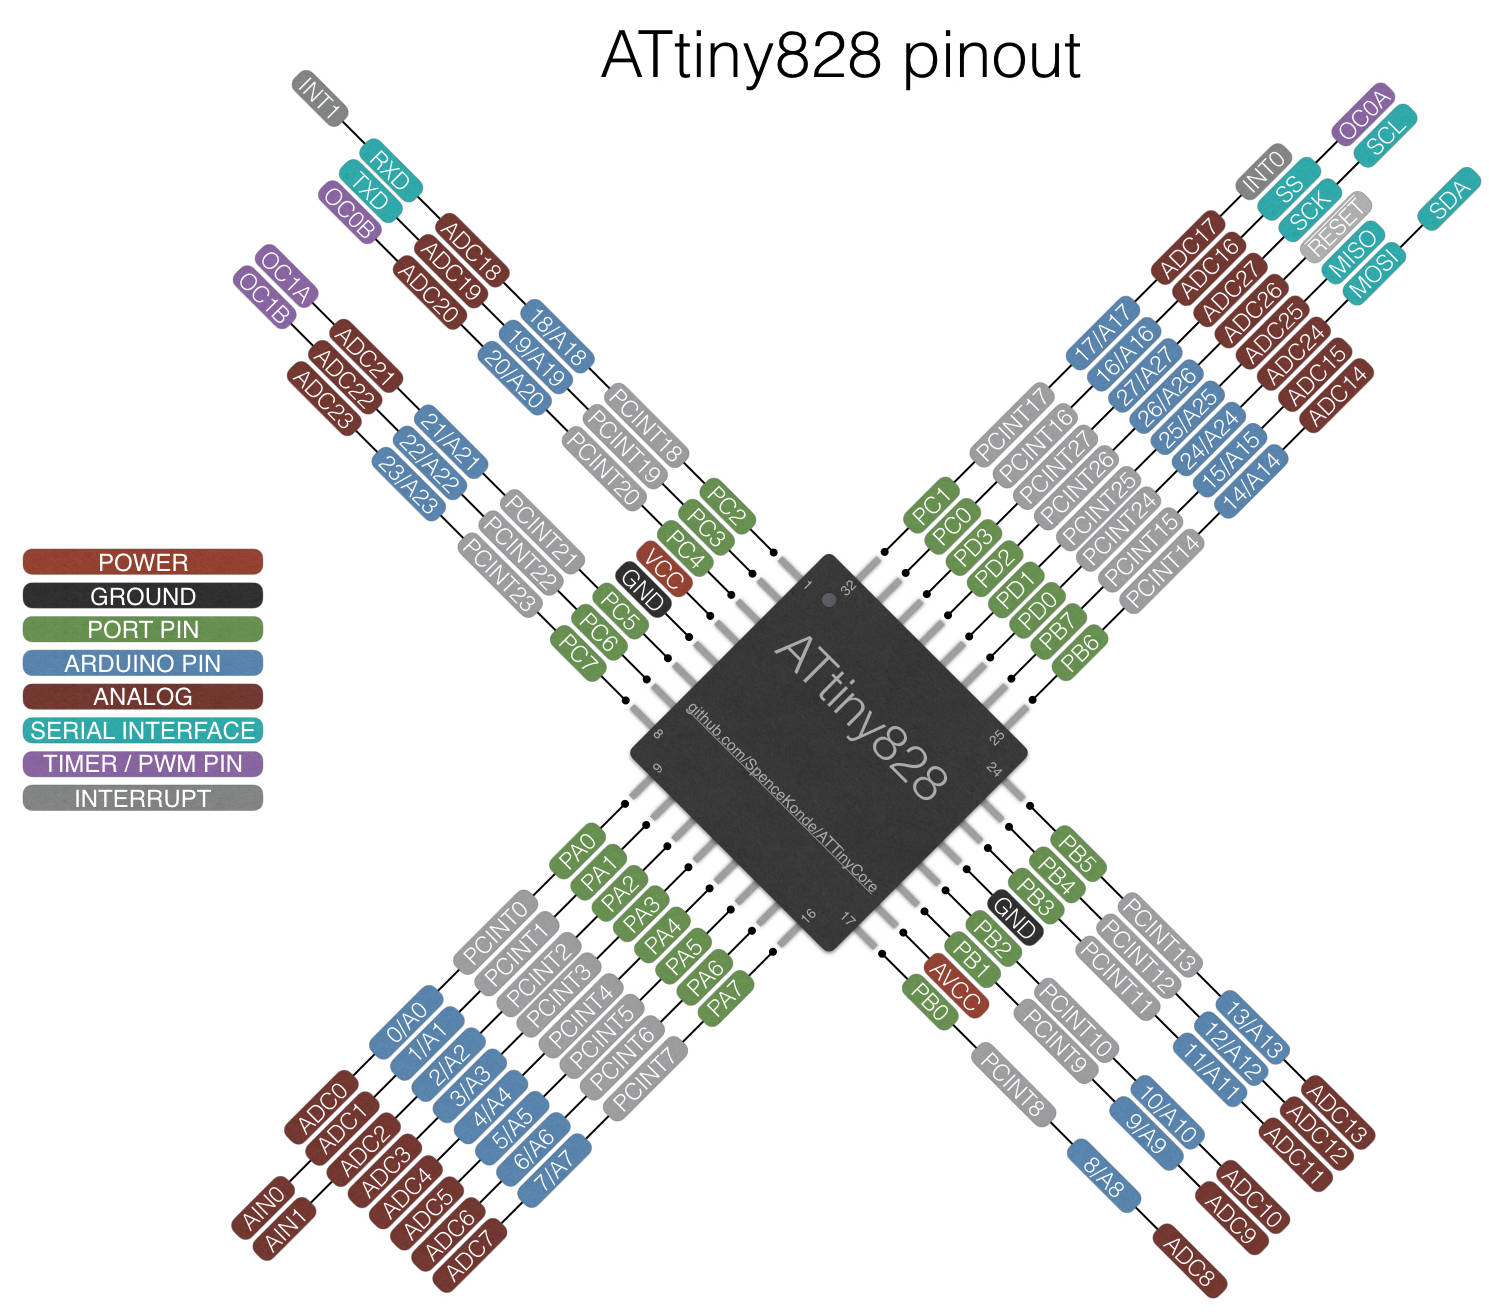 ATtiny828 pinout
INT1 RXD ADC18 18/A18 PCINT18 PC2
TXD ADC19 19/A19 PCINT19 PC3
OC0B ADC20 20/A20 PCINT20 PC4
VCC
GND
OC1A ADC21 21/A21 PCINT21 PC5
OC1B ADC22 22/A22 PCINT22 PC6
ADC23 23/A23 PCINT23 PC7
PC1 PCINT17 17/A17 ADC17 INT0
PC0 PCINT16 16/A16 ADC16 SS OC0A
PD3 PCINT27 27/A27 ADC27 SCK SCL
PD2 PCINT26 26/A26 ADC26 RESET
PD1 PCINT25 25/A25 ADC25 MISO
PD0 PCINT24 24/A24 ADC24 MOSI SDA
PB7 PCINT15 15/A15 ADC15
PB6 PCINT14 14/A14 ADC14
POWER
GROUND
PORT PIN
ARDUINO PIN
ANALOG
SERIAL INTERFACE
TIMER / PWM PIN
INTERRUPT
1
32
ATtiny828
github.com/SpenceKonde/ATTinyCore
8
25
9
24
16
17
PA0 PCINT0 0/A0 ADC0 AIN0
PA1 PCINT1 1/A1 ADC1 AIN1
PA2 PCINT2 2/A2 ADC2
PA3 PCINT3 3/A3 ADC3
PA4 PCINT4 4/A4 ADC4
PA5 PCINT5 5/A5 ADC5
PA6 PCINT6 6/A6 ADC6
PA7 PCINT7 7/A7 ADC7
PB5 PCINT13 13/A13 ADC13
PB4 PCINT12 12/A12 ADC12
PB3 PCINT11 11/A11 ADC11
GND
PB2 PCINT10 10/A10 ADC10
PB1 PCINT9 9/A9 ADC9
AVCC
PB0 PCINT8 8/A8 ADC8